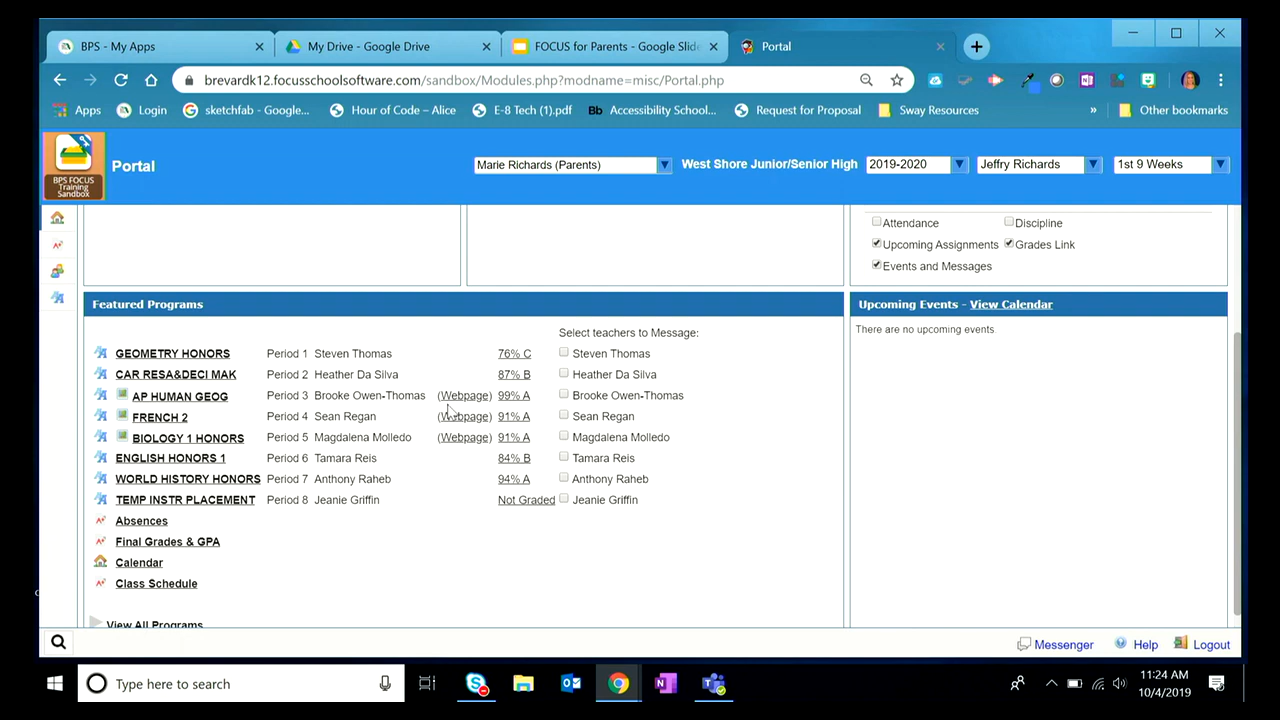 BPS - My Apps
My Drive - Google Drive
FOCUS for Parents - Google Slid
Portal
brevardk12.focusschoolsoftware.com/sandbox/Modules.php?modname=misc/Portal.php
Apps
Login
sketchfab - Google...
Hour of Code – Alice
E-8 Tech (1).pdf
Bb Accessibility School...
Request for Proposal
Sway Resources
»
Other bookmarks
BPS FOCUS
Training
Sandbox
Portal
Marie Richards (Parents)
West Shore Junior/Senior High
2019-2020
Jeffry Richards
1st 9 Weeks
Attendance
Discipline
Upcoming Assignments
Grades Link
Events and Messages
Featured Programs
Upcoming Events - View Calendar
There are no upcoming events.
Select teachers to Message:
GEOMETRY HONORS Period 1 Steven Thomas 76% C Steven Thomas
CAR RESA&DECI MAK Period 2 Heather Da Silva 87% B Heather Da Silva
AP HUMAN GEOG Period 3 Brooke Owen-Thomas (Webpage) 99% A Brooke Owen-Thomas
FRENCH 2 Period 4 Sean Regan (Webpage) 91% A Sean Regan
BIOLOGY 1 HONORS Period 5 Magdalena Molledo (Webpage) 91% A Magdalena Molledo
ENGLISH HONORS 1 Period 6 Tamara Reis 84% B Tamara Reis
WORLD HISTORY HONORS Period 7 Anthony Raheb 94% A Anthony Raheb
TEMP INSTR PLACEMENT Period 8 Jeanie Griffin Not Graded Jeanie Griffin
Absences
Final Grades & GPA
Calendar
Class Schedule
View All Programs
Messenger
Help
Logout
Type here to search
11:24 AM
10/4/2019